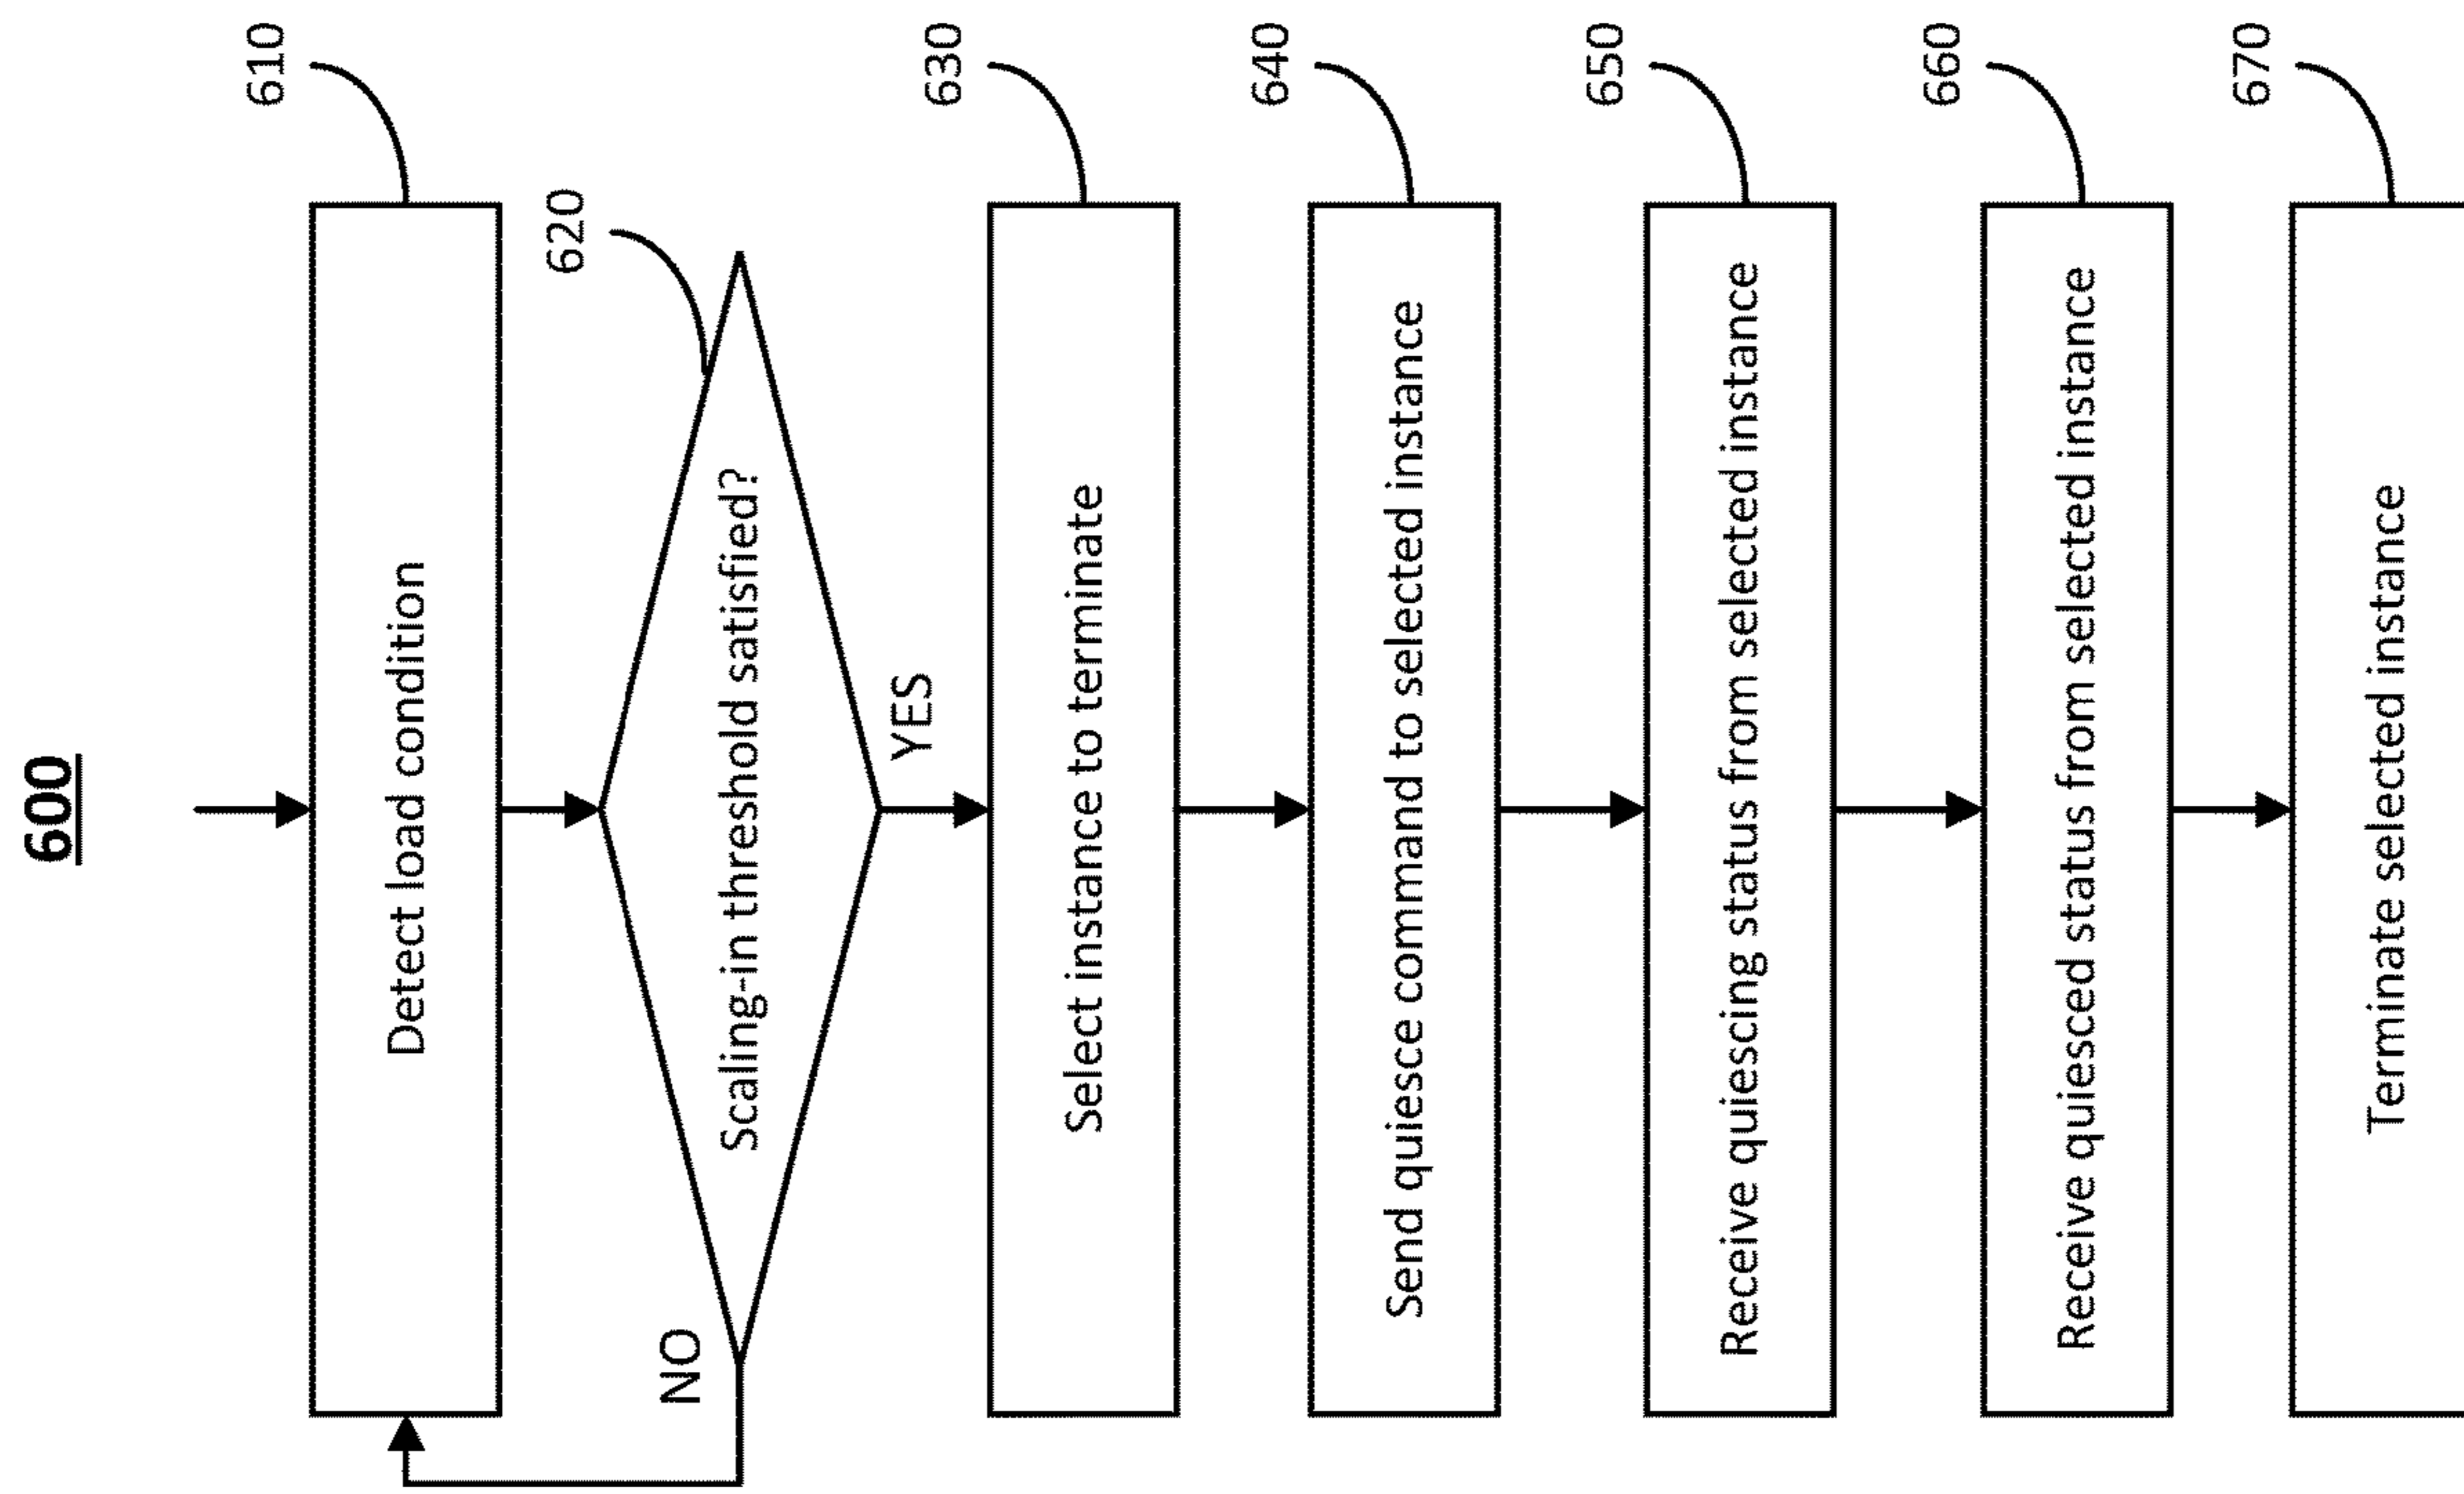 600
610
Detect load condition
620
Scaling-in threshold satisfied?
NO
YES
630
Select instance to terminate
640
Send quiesce command to selected instance
650
Receive quiescing status from selected instance
660
Receive quiesced status from selected instance
670
Terminate selected instance